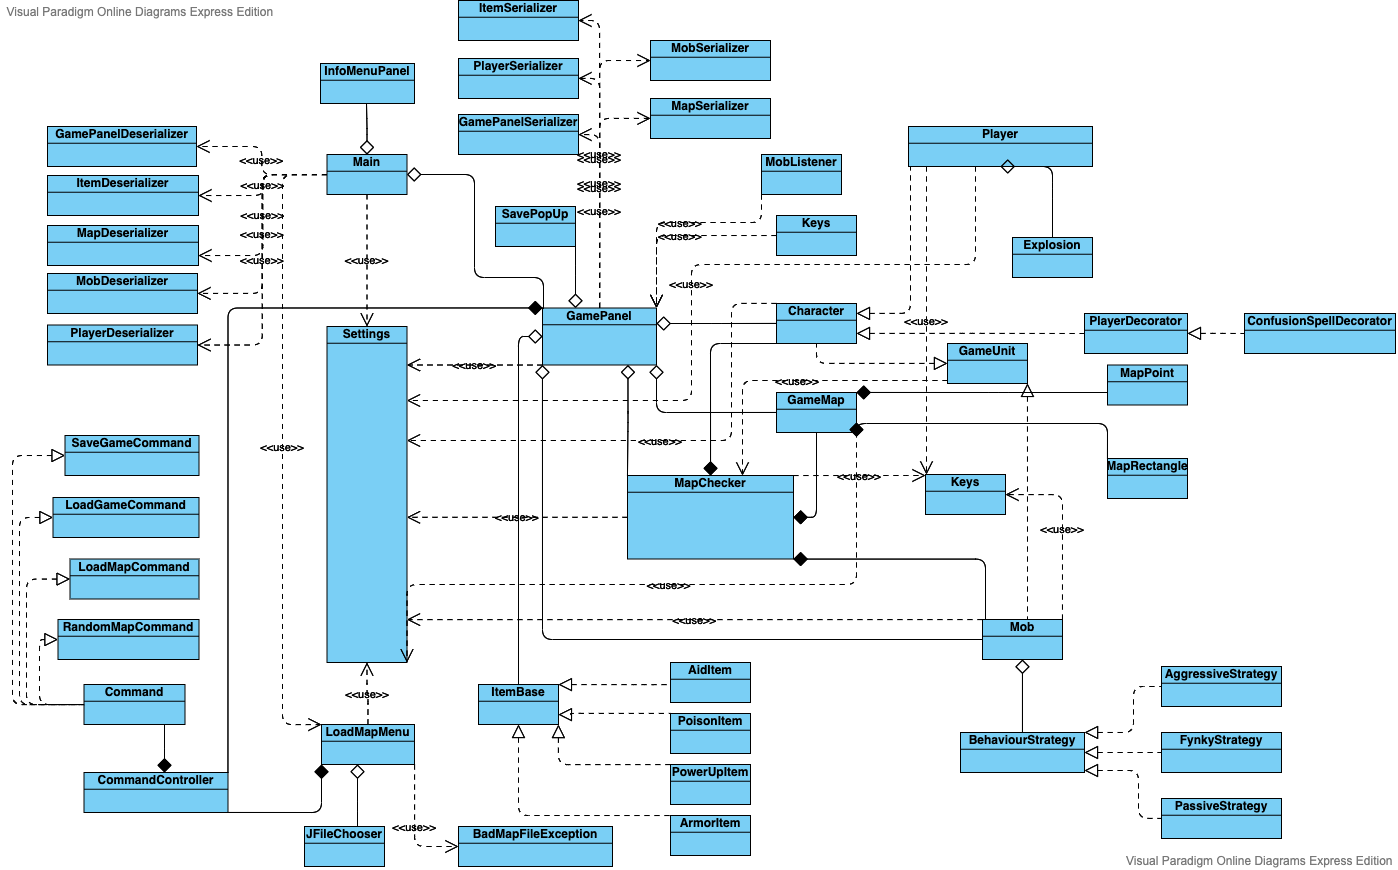 Visual Paradigm Online Diagrams Express Edition
ItemSerializer
MobSerializer
PlayerSerializer
InfoMenuPanel
MapSerializer
GamePanelSerializer
GamePanelDeserializer
Player
<<use>>
<<use>>
Main
<<use>>
MobListener
ItemDeserializer
<<use>>
<<use>>
<<use>>
SavePopUp
<<use>>
<<use>>
Keys
<<use>>
MapDeserializer
<<use>>
<<use>>
Explosion
<<use>>
<<use>>
MobDeserializer
<<use>>
Character
GamePanel
PlayerDecorator
ConfusionSpellDecorator
<<use>>
PlayerDeserializer
Settings
GameUnit
<<use>>
MapPoint
<<use>>
GameMap
SaveGameCommand
<<use>>
<<use>>
MapRectangle
<<use>>
MapChecker
Keys
LoadGameCommand
<<use>>
<<use>>
LoadMapCommand
<<use>>
RandomMapCommand
<<use>>
Mob
AidItem
AggressiveStrategy
Command
<<use>>
ItemBase
PoisonItem
LoadMapMenu
BehaviourStrategy
FynkyStrategy
CommandController
PowerUpItem
PassiveStrategy
ArmorItem
<<use>>
JFileChooser
BadMapFileException
Visual Paradigm Online Diagrams Express Edition